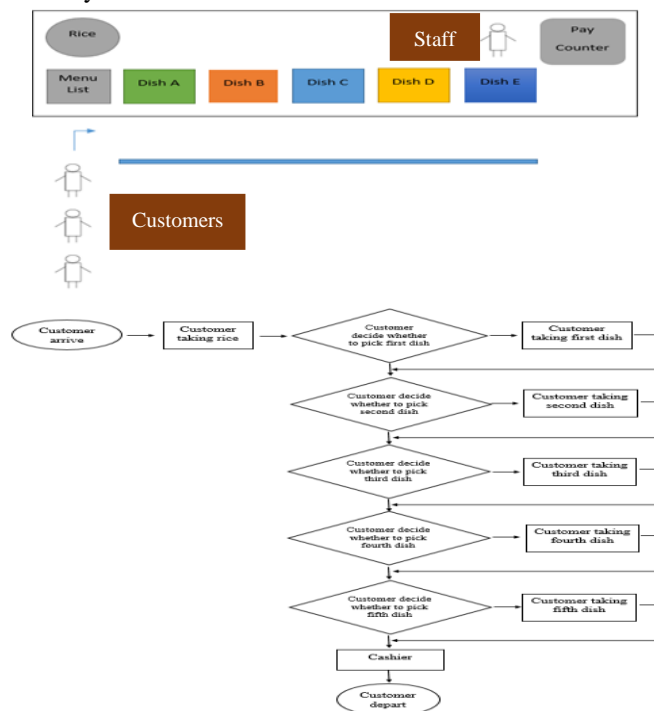 Rice
Staff
Pay
Counter
Menu
List
Dish A
Dish B
Dish C
Dish D
Dish E
Customers
Customer
arrive
Customer
taking rice
Customer
decide whether
to pick first dish
Customer
taking first dish
Customer decide
whether to pick
second dish
Customer taking
second dish
Customer decide
whether to pick
third dish
Customer taking
third dish
Customer decide
whether to pick
fourth dish
Customer taking
fourth dish
Customer decide
whether to pick
fifth dish
Customer taking
fifth dish
Cashier
Customer
depart